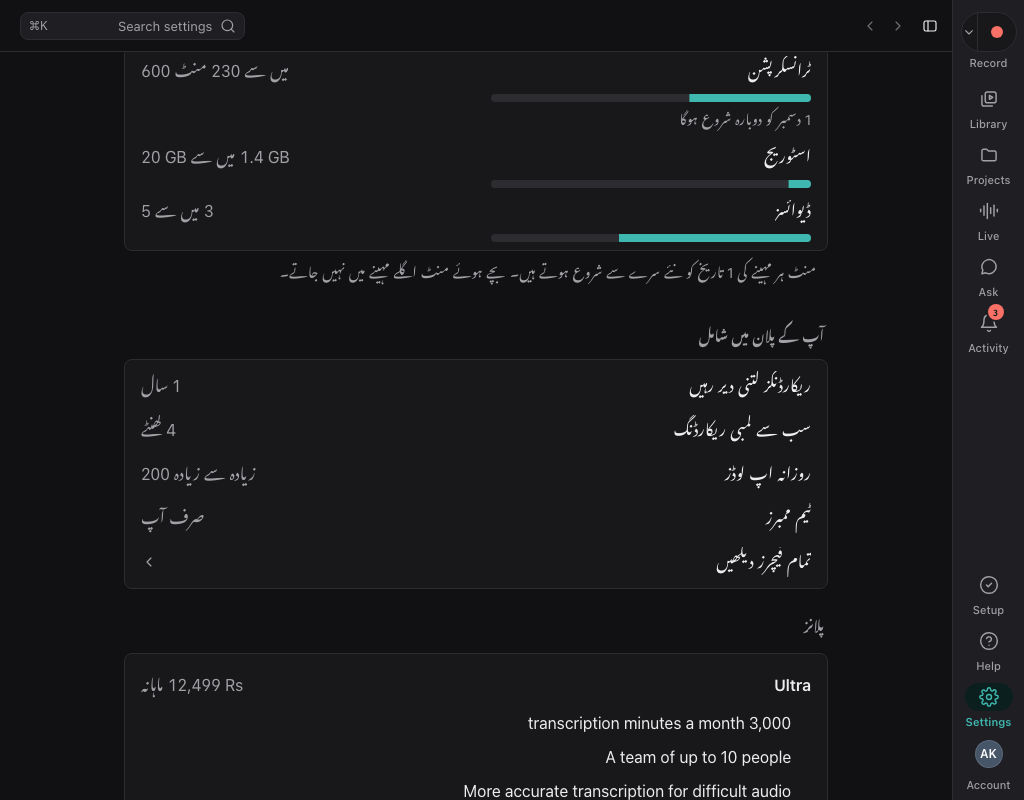 ⌘K
Search settings
Record
Library
Projects
Live
Ask
3
Activity
Setup
Help
Settings
AK
Account
ٹرانسکرپشن
600 منٹ میں سے 230
1 دسمبر کو دوبارہ شروع ہوگا
اسٹوریج
20 GB میں سے 1.4 GB
ڈیوائسز
5 میں سے 3
منٹ ہر مہینے کی 1 تاریخ کو نئے سرے سے شروع ہوتے ہیں۔ بچے ہوئے منٹ اگلے مہینے میں نہیں جاتے۔
آپ کے پلان میں شامل
ریکارڈنگز کتنی دیر رہیں
1 سال
سب سے لمبی ریکارڈنگ
4 گھنٹے
روزانہ اپ لوڈز
زیادہ سے زیادہ 200
ٹیم ممبرز
صرف آپ
تمام فیچرز دیکھیں
پلانز
Ultra
Rs 12,499 ماہانہ
3,000 transcription minutes a month
A team of up to 10 people
More accurate transcription for difficult audio